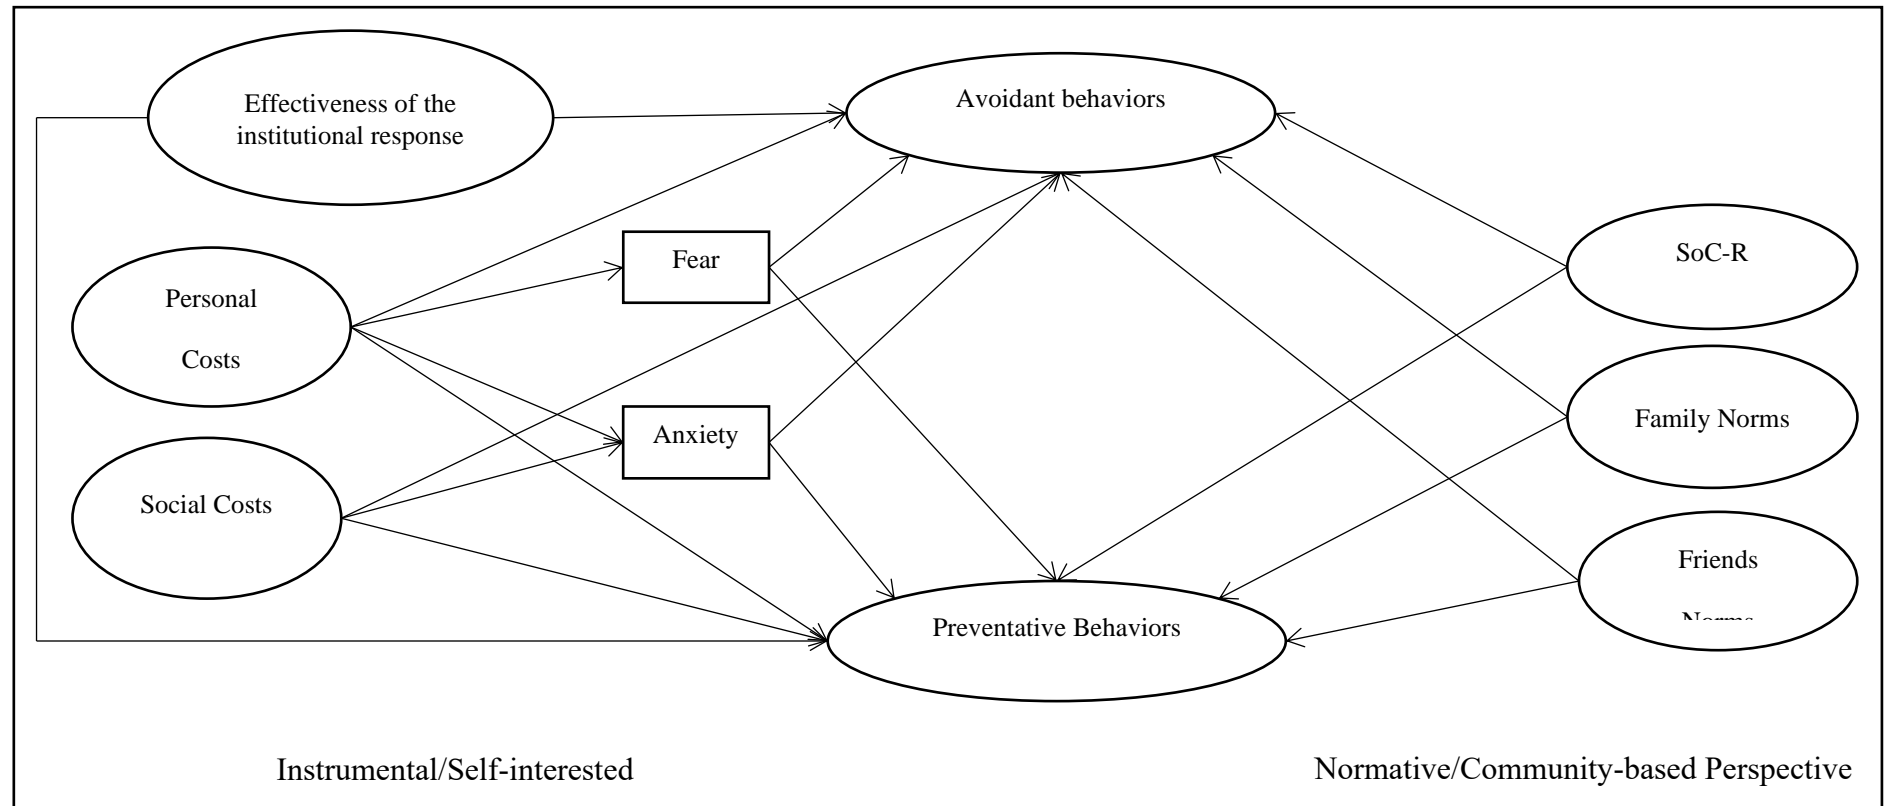 Effectiveness of the
institutional response
Avoidant behaviors
Fear
SoC-R
Personal
Costs
Family Norms
Anxiety
Social Costs
Friends
Norms
Preventative Behaviors
Instrumental/Self-interested
Normative/Community-based Perspective